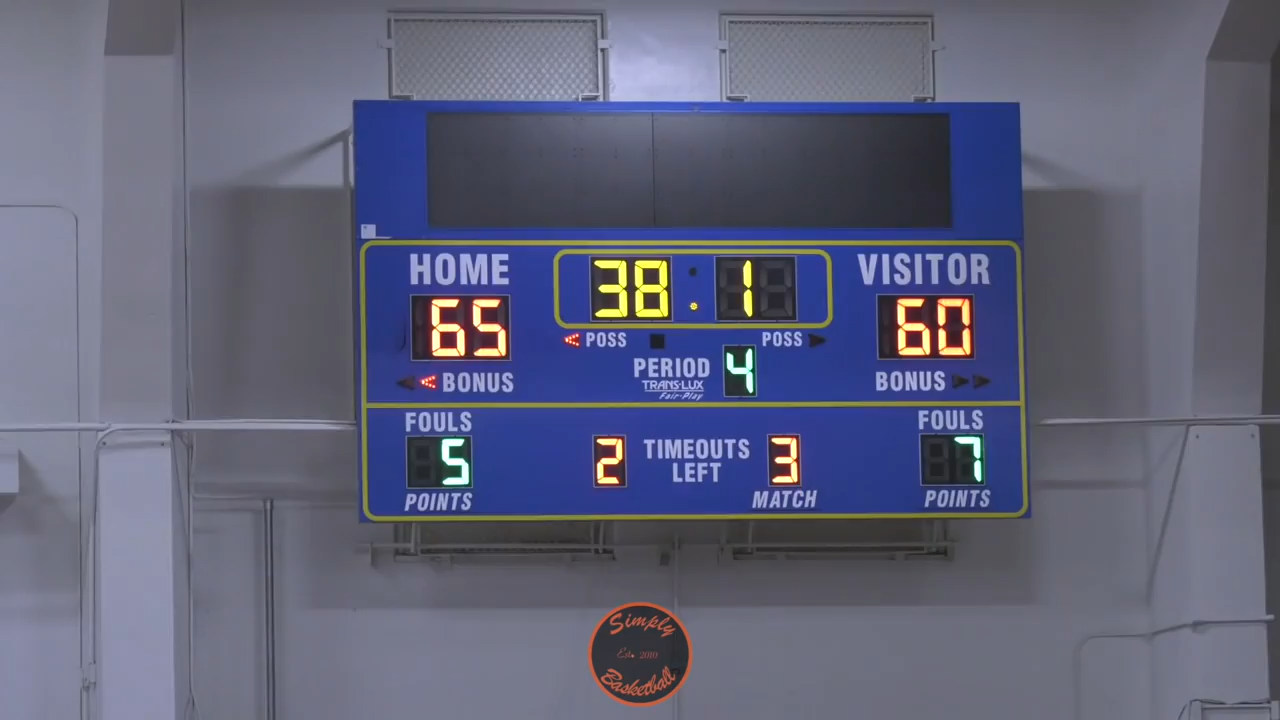 HOME
38.1
VISITOR
65
60
POSS
POSS
PERIOD 4
TRANS-LUX
Fair-Play
BONUS
BONUS
FOULS
FOULS
5
2
TIMEOUTS
LEFT
3
7
POINTS
MATCH
POINTS
Simply
Est. 2010
Basketball